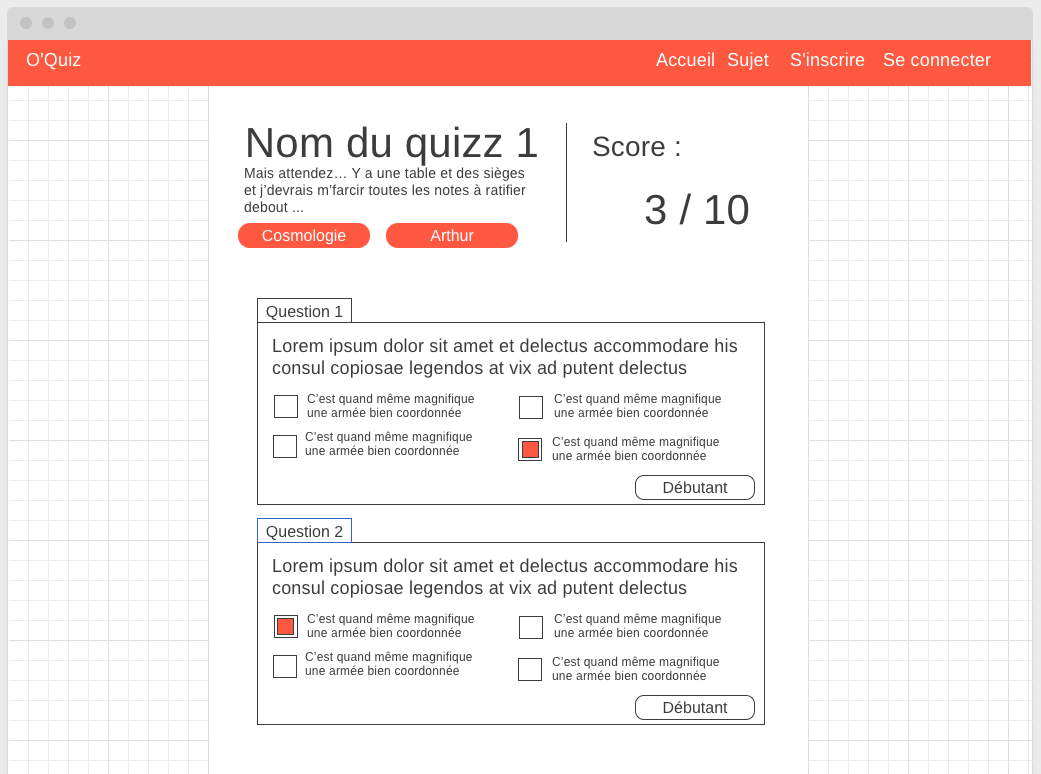 O'Quiz
Accueil Sujet S'inscrire Se connecter
Nom du quizz 1
Mais attendez… Y a une table et des sièges
et j’devrais m’farcir toutes les notes à ratifier
debout ...
Cosmologie
Arthur
Score :
3 / 10
Question 1
Lorem ipsum dolor sit amet et delectus accommodare his
consul copiosae legendos at vix ad putent delectus
C’est quand même magnifique
une armée bien coordonnée
C’est quand même magnifique
une armée bien coordonnée
C’est quand même magnifique
une armée bien coordonnée
C’est quand même magnifique
une armée bien coordonnée
Débutant
Question 2
Lorem ipsum dolor sit amet et delectus accommodare his
consul copiosae legendos at vix ad putent delectus
C’est quand même magnifique
une armée bien coordonnée
C’est quand même magnifique
une armée bien coordonnée
C’est quand même magnifique
une armée bien coordonnée
C’est quand même magnifique
une armée bien coordonnée
Débutant